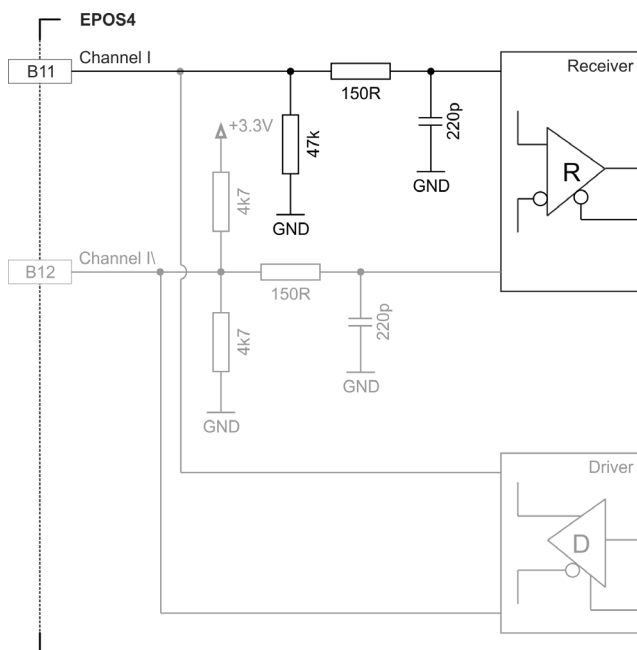 EPOS4
B11
Channel I
150R
47k
220p
GND
GND
Receiver
R
+3.3V
4k7
B12
Channel I\
150R
4k7
220p
GND
GND
Driver
D